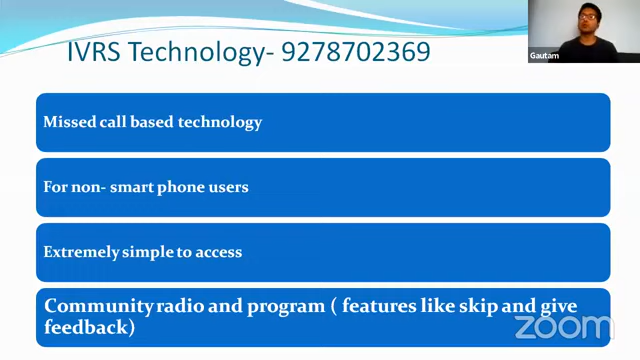 IVRS Technology- 9278702369
Gautam
Missed call based technology
For non- smart phone users
Extremely simple to access
Community radio and program ( features like skip and give
feedback)
zoom